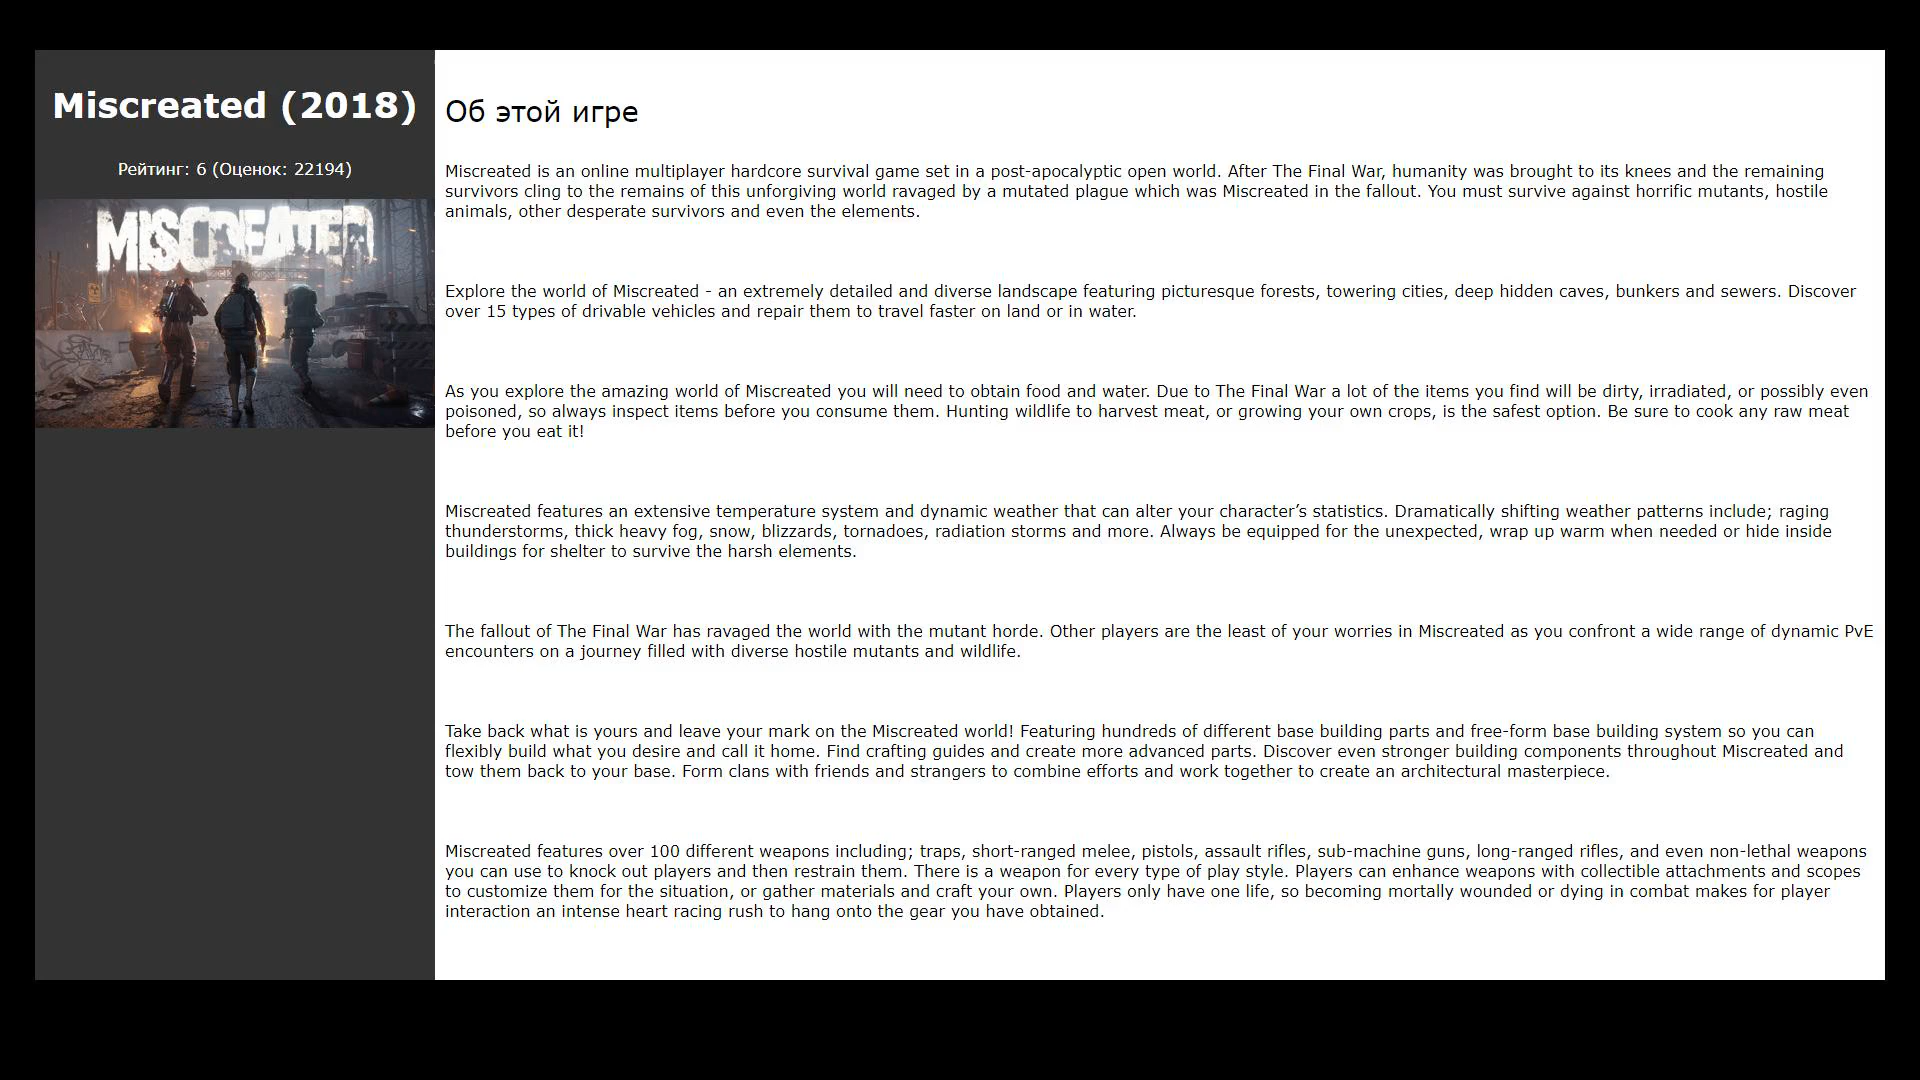 Miscreated (2018)
Рейтинг: 6 (Оценок: 22194)
MISCREATED
Об этой игре
Miscreated is an online multiplayer hardcore survival game set in a post-apocalyptic open world. After The Final War, humanity was brought to its knees and the remaining
survivors cling to the remains of this unforgiving world ravaged by a mutated plague which was Miscreated in the fallout. You must survive against horrific mutants, hostile
animals, other desperate survivors and even the elements.
Explore the world of Miscreated - an extremely detailed and diverse landscape featuring picturesque forests, towering cities, deep hidden caves, bunkers and sewers. Discover
over 15 types of drivable vehicles and repair them to travel faster on land or in water.
As you explore the amazing world of Miscreated you will need to obtain food and water. Due to The Final War a lot of the items you find will be dirty, irradiated, or possibly even
poisoned, so always inspect items before you consume them. Hunting wildlife to harvest meat, or growing your own crops, is the safest option. Be sure to cook any raw meat
before you eat it!
Miscreated features an extensive temperature system and dynamic weather that can alter your character’s statistics. Dramatically shifting weather patterns include; raging
thunderstorms, thick heavy fog, snow, blizzards, tornadoes, radiation storms and more. Always be equipped for the unexpected, wrap up warm when needed or hide inside
buildings for shelter to survive the harsh elements.
The fallout of The Final War has ravaged the world with the mutant horde. Other players are the least of your worries in Miscreated as you confront a wide range of dynamic PvE
encounters on a journey filled with diverse hostile mutants and wildlife.
Take back what is yours and leave your mark on the Miscreated world! Featuring hundreds of different base building parts and free-form base building system so you can
flexibly build what you desire and call it home. Find crafting guides and create more advanced parts. Discover even stronger building components throughout Miscreated and
tow them back to your base. Form clans with friends and strangers to combine efforts and work together to create an architectural masterpiece.
Miscreated features over 100 different weapons including; traps, short-ranged melee, pistols, assault rifles, sub-machine guns, long-ranged rifles, and even non-lethal weapons
you can use to knock out players and then restrain them. There is a weapon for every type of play style. Players can enhance weapons with collectible attachments and scopes
to customize them for the situation, or gather materials and craft your own. Players only have one life, so becoming mortally wounded or dying in combat makes for player
interaction an intense heart racing rush to hang onto the gear you have obtained.